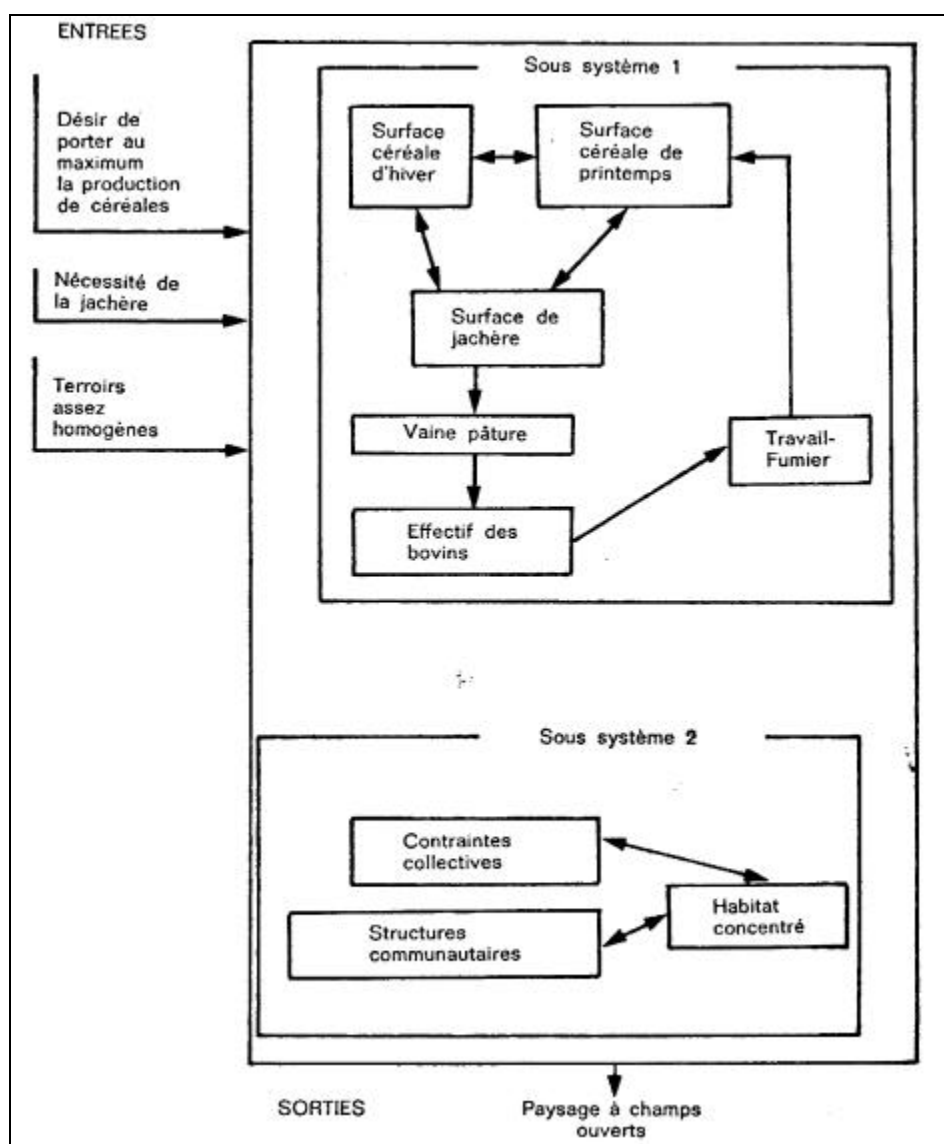 ENTREES
Désir de
porter au
maximum
la production
de céréales
Nécessité de
la jachère
Terroirs
assez
homogènes
Sous système 1
Surface
céréale
d'hiver
Surface
céréale de
printemps
Surface de
jachère
Vaine pâture
Effectif des
bovins
Travail-
Fumier
Sous système 2
Contraintes
collectives
Structures
communautaires
Habitat
concentré
SORTIES
Paysage à champs
ouverts